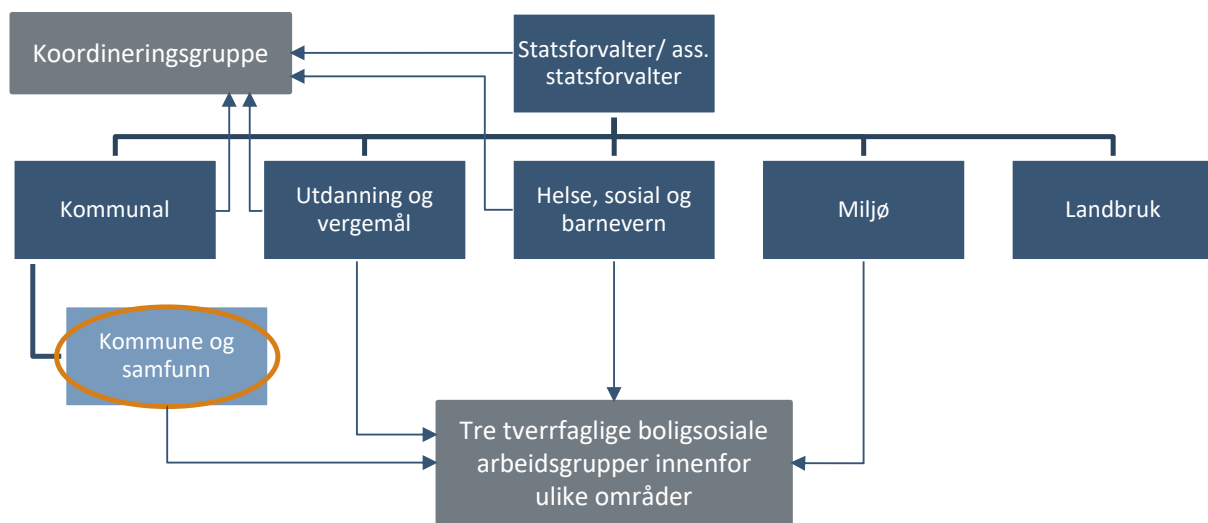 Koordineringsgruppe
Statsforvalter/ ass.
statsforvalter
Kommunal
Utdanning og
vergemål
Helse, sosial og
barnevern
Miljø
Landbruk
Kommune og
samfunn
Tre tverrfaglige boligsosiale
arbeidsgrupper innenfor
ulike områder